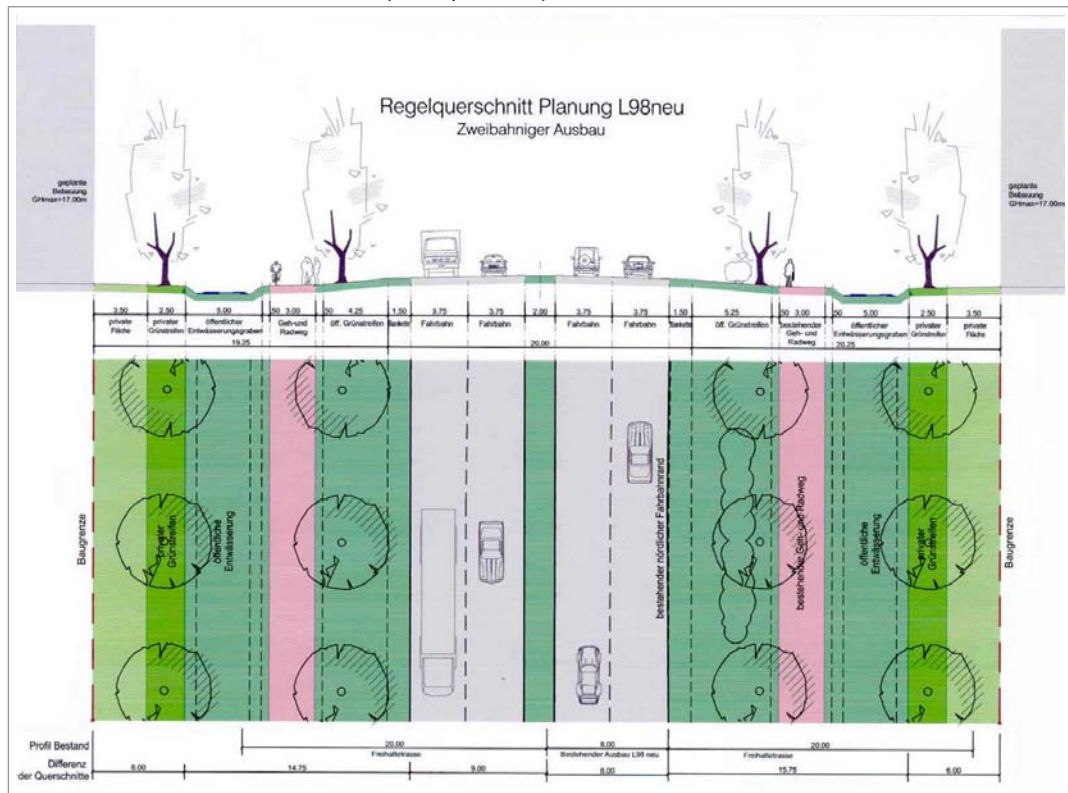 Regelquerschnitt Planung L98neu
Zweibahniger Ausbau
geplante
Bebauung
GHmax=17.00m
geplante
Bebauung
GHmax=17.00m
3.50 2.50 5.00 .50 3.00 .50 4.25 1.50 3.75 3.75 2.00 3.75 3.75 1.50 5.25 .50 3.00 .50 5.00 2.50 3.50
private
Fläche
privater
Grünstreifen
öffentlicher
Entwässerungsgraben
Geh-und
Radweg
öff. Grünstreifen
Bankette
Fahrbahn
Fahrbahn
Fahrbahn
Fahrbahn
Bankette
öff. Grünstreifen
bestehender
Geh- und
Radweg
öffentlicher
Entwässerungsgraben
privater
Grünstreifen
private
Fläche
19.25 20.00 20.25
Baugrenze
privater
Grünstreifen
öffentliche
Entwässerung
bestehender nördlicher Fahrbahnrand
bestehender Geh- und Radweg
öffentliche
Entwässerung
privater
Grünstreifen
Baugrenze
Profil Bestand 20.00 8.00 20.00
Freihaltstrasse Bestehender Ausbau L98 neu Freihaltstrasse
Differenz
der Querschnitte
6.00 14.75 9.00 8.00 15.75 6.00